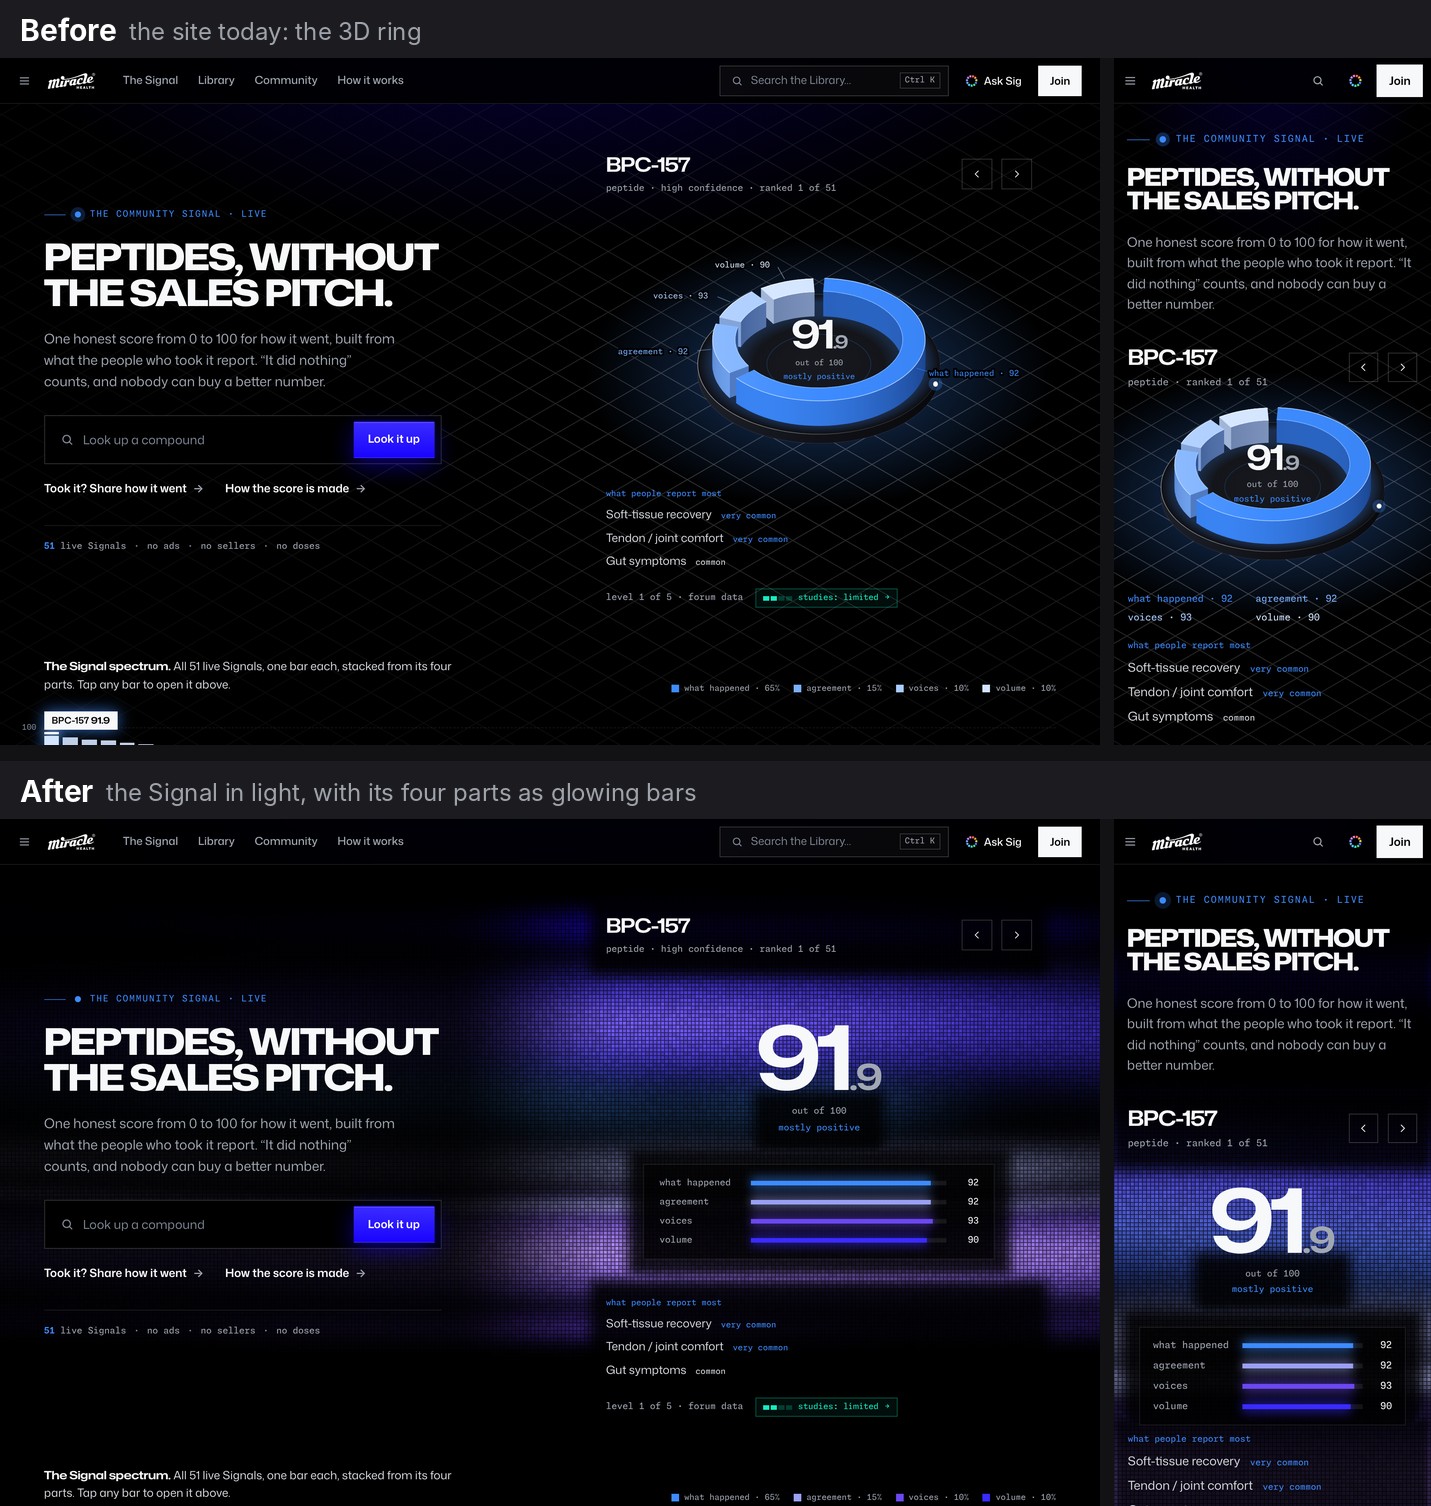 Before the site today: the 3D ring
miracle HEALTH The Signal Library Community How it works Search the Library... Ctrl K Ask Sig Join
THE COMMUNITY SIGNAL · LIVE
PEPTIDES, WITHOUT
THE SALES PITCH.
One honest score from 0 to 100 for how it went, built from
what the people who took it report. “It did nothing”
counts, and nobody can buy a better number.
Look up a compound Look it up
Took it? Share how it went → How the score is made →
51 live Signals · no ads · no sellers · no doses
BPC-157
peptide · high confidence · ranked 1 of 51
volume · 90
voices · 93
agreement · 92
what happened · 92
91.9
out of 100
mostly positive
what people report most
Soft-tissue recovery very common
Tendon / joint comfort very common
Gut symptoms common
level 1 of 5 · forum data studies: limited →
The Signal spectrum. All 51 live Signals, one bar each, stacked from its four
parts. Tap any bar to open it above.
what happened · 65% agreement · 15% voices · 10% volume · 10%
BPC-157 91.9
100
miracle HEALTH Join
THE COMMUNITY SIGNAL · LIVE
PEPTIDES, WITHOUT
THE SALES PITCH.
One honest score from 0 to 100 for how it went,
built from what the people who took it report. “It
did nothing” counts, and nobody can buy a
better number.
BPC-157
peptide · ranked 1 of 51
91.9
out of 100
mostly positive
what happened · 92 agreement · 92
voices · 93 volume · 90
what people report most
Soft-tissue recovery very common
Tendon / joint comfort very common
Gut symptoms common
After the Signal in light, with its four parts as glowing bars
miracle HEALTH The Signal Library Community How it works Search the Library... Ctrl K Ask Sig Join
THE COMMUNITY SIGNAL · LIVE
PEPTIDES, WITHOUT
THE SALES PITCH.
One honest score from 0 to 100 for how it went, built from
what the people who took it report. “It did nothing”
counts, and nobody can buy a better number.
Look up a compound Look it up
Took it? Share how it went → How the score is made →
51 live Signals · no ads · no sellers · no doses
BPC-157
peptide · high confidence · ranked 1 of 51
91.9
out of 100
mostly positive
what happened 92
agreement 92
voices 93
volume 90
what people report most
Soft-tissue recovery very common
Tendon / joint comfort very common
Gut symptoms common
level 1 of 5 · forum data studies: limited →
The Signal spectrum. All 51 live Signals, one bar each, stacked from its four
parts. Tap any bar to open it above.
what happened · 65% agreement · 15% voices · 10% volume · 10%
miracle HEALTH Join
THE COMMUNITY SIGNAL · LIVE
PEPTIDES, WITHOUT
THE SALES PITCH.
One honest score from 0 to 100 for how it went,
built from what the people who took it report. “It
did nothing” counts, and nobody can buy a
better number.
BPC-157
peptide · ranked 1 of 51
91.9
out of 100
mostly positive
what happened 92
agreement 92
voices 93
volume 90
what people report most
Soft-tissue recovery very common
Tendon / joint comfort very common